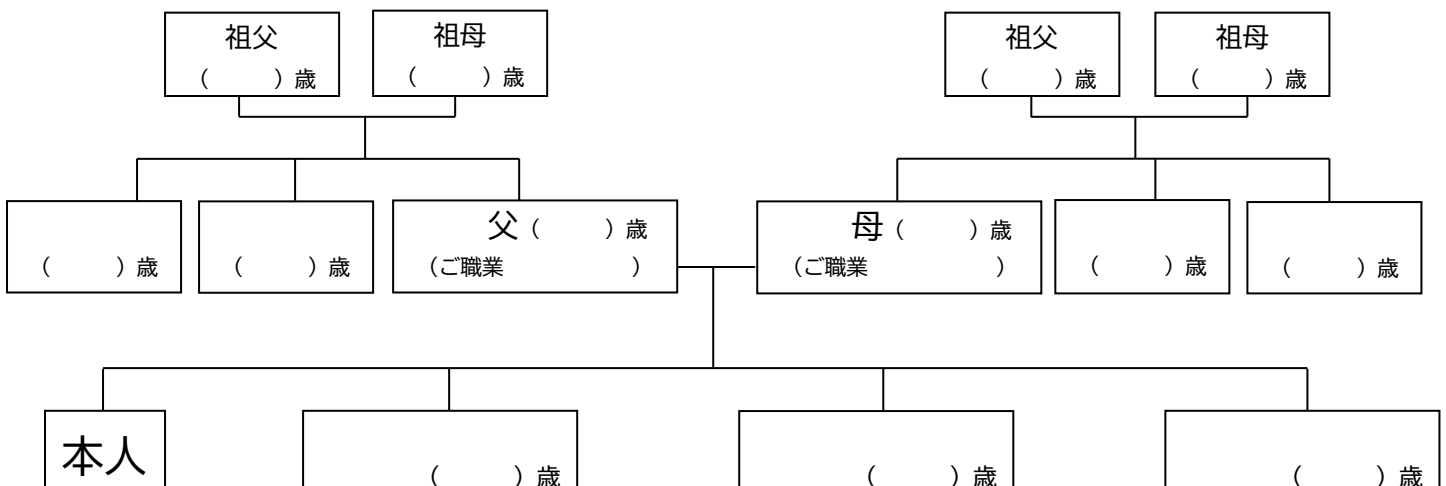 祖父 祖母 祖父 祖母
（　　　）歳 （　　　）歳 （　　　）歳 （　　　）歳
父（　　　）歳 母（　　　）歳
（　　　）歳 （　　　）歳 （ご職業　　　　　　） （ご職業　　　　　　） （　　　）歳 （　　　）歳
本人
（　　　）歳 （　　　）歳 （　　　）歳